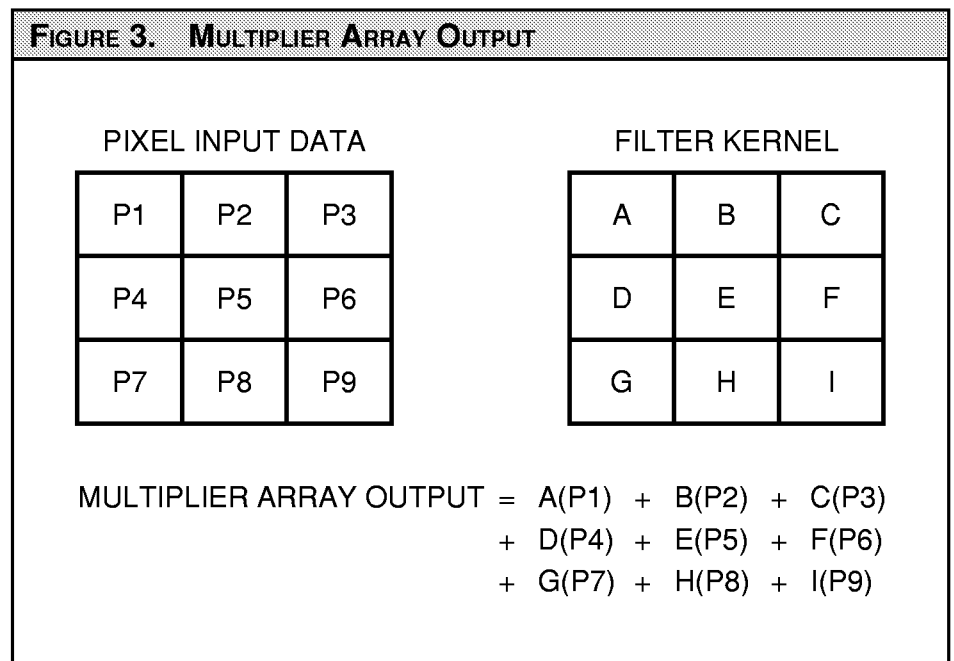 FIGURE 3. MULTIPLIER ARRAY OUTPUT
PIXEL INPUT DATA
P1 P2 P3
P4 P5 P6
P7 P8 P9
FILTER KERNEL
A B C
D E F
G H I
MULTIPLIER ARRAY OUTPUT = A(P1) + B(P2) + C(P3)
+ D(P4) + E(P5) + F(P6)
+ G(P7) + H(P8) + I(P9)